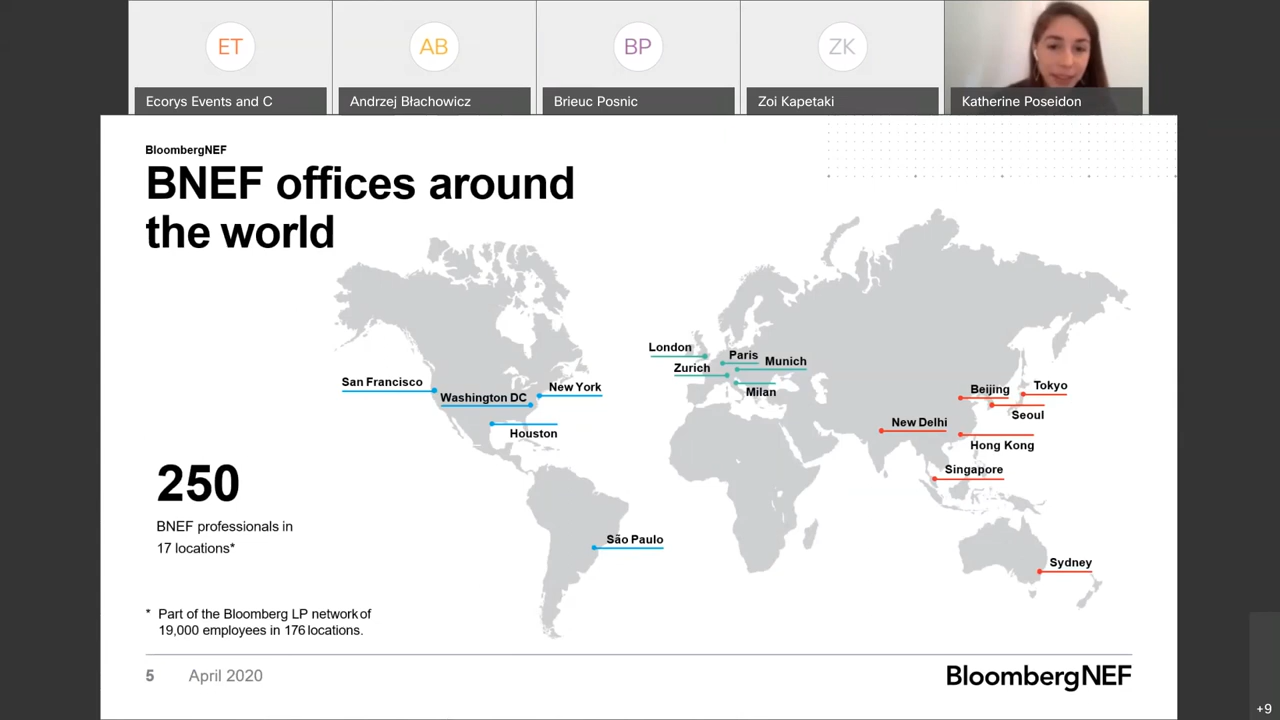 ET
AB
BP
ZK
Ecorys Events and C
Andrzej Błachowicz
Brieuc Posnic
Zoi Kapetaki
Katherine Poseidon
BloombergNEF
BNEF offices around
the world
London
Paris
Munich
Zurich
Milan
San Francisco
Washington DC
New York
Houston
Beijing
Tokyo
Seoul
New Delhi
Hong Kong
Singapore
São Paulo
Sydney
250
BNEF professionals in
17 locations*
* Part of the Bloomberg LP network of
19,000 employees in 176 locations.
5 April 2020
BloombergNEF
+9